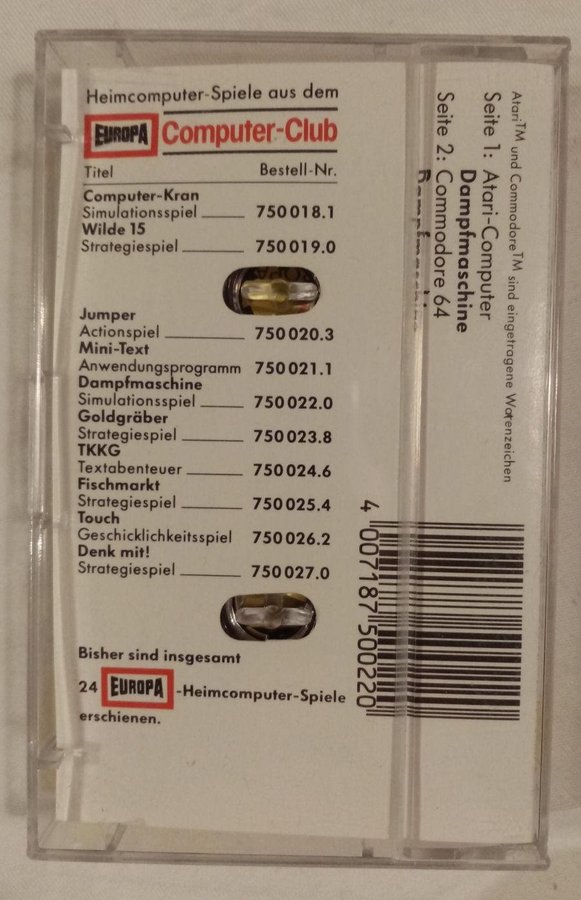 Heimcomputer-Spiele aus dem
EUROPA Computer-Club
Titel Bestell-Nr.
Computer-Kran
Simulationsspiel 750018.1
Wilde 15
Strategiespiel 750019.0
Jumper
Actionspiel 750020.3
Mini-Text
Anwendungsprogramm 750021.1
Dampfmaschine
Simulationsspiel 750022.0
Goldgräber
Strategiespiel 750023.8
TKKG
Textabenteuer 750024.6
Fischmarkt
Strategiespiel 750025.4
Touch
Geschicklichkeitsspiel 750026.2
Denk mit!
Strategiespiel 750027.0
Bisher sind insgesamt
24 EUROPA -Heimcomputer-Spiele
erschienen.
Atari™ und Commodore™ sind eingetragene Warenzeichen
Seite 1: Atari-Computer
Dampfmaschine
Seite 2: Commodore 64
4 007187 500220